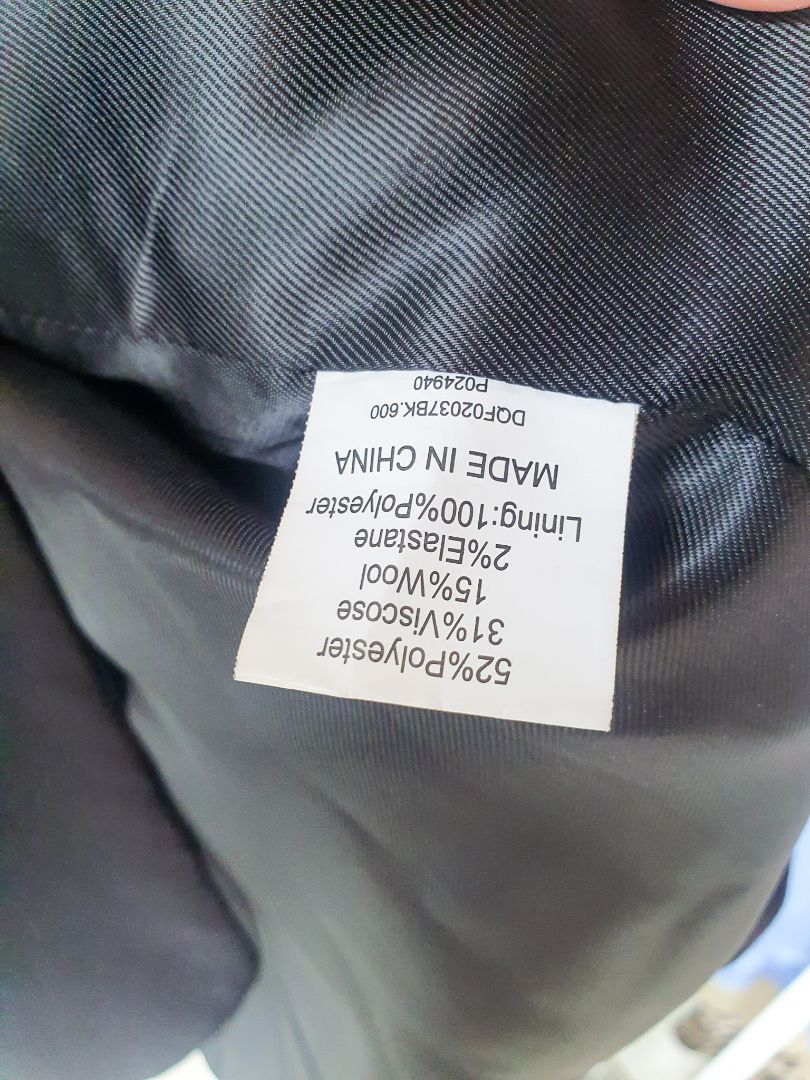 52%Polyester
31%Viscose
15%Wool
2%Elastane
Lining:100%Polyester
MADE IN CHINA
DQF02037BK.600
P024940